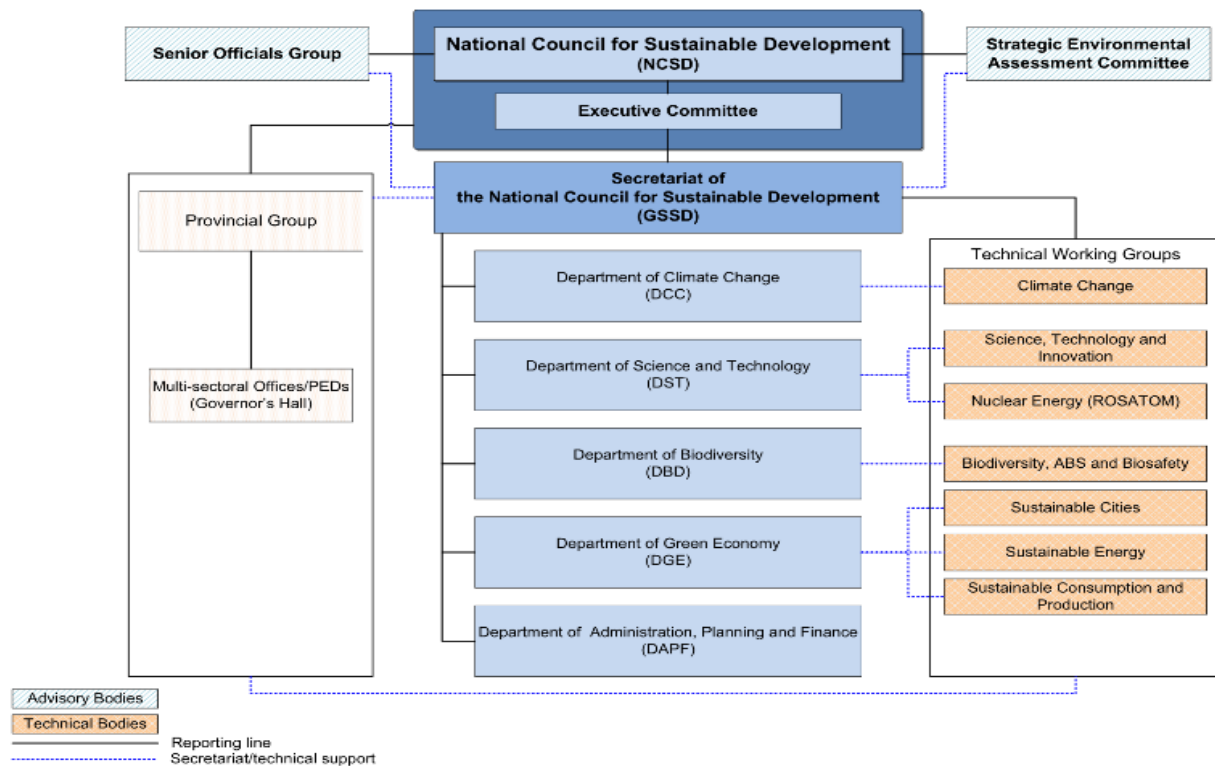 Senior Officials Group
National Council for Sustainable Development
(NCSD)
Strategic Environmental
Assessment Committee
Executive Committee
Secretariat of
the National Council for Sustainable Development
(GSSD)
Provincial Group
Multi-sectoral Offices/PEDs
(Governor's Hall)
Department of Climate Change
(DCC)
Department of Science and Technology
(DST)
Department of Biodiversity
(DBD)
Department of Green Economy
(DGE)
Department of Administration, Planning and Finance
(DAPF)
Technical Working Groups
Climate Change
Science, Technology and
Innovation
Nuclear Energy (ROSATOM)
Biodiversity, ABS and Biosafety
Sustainable Cities
Sustainable Energy
Sustainable Consumption and
Production
Advisory Bodies
Technical Bodies
Reporting line
Secretariat/technical support